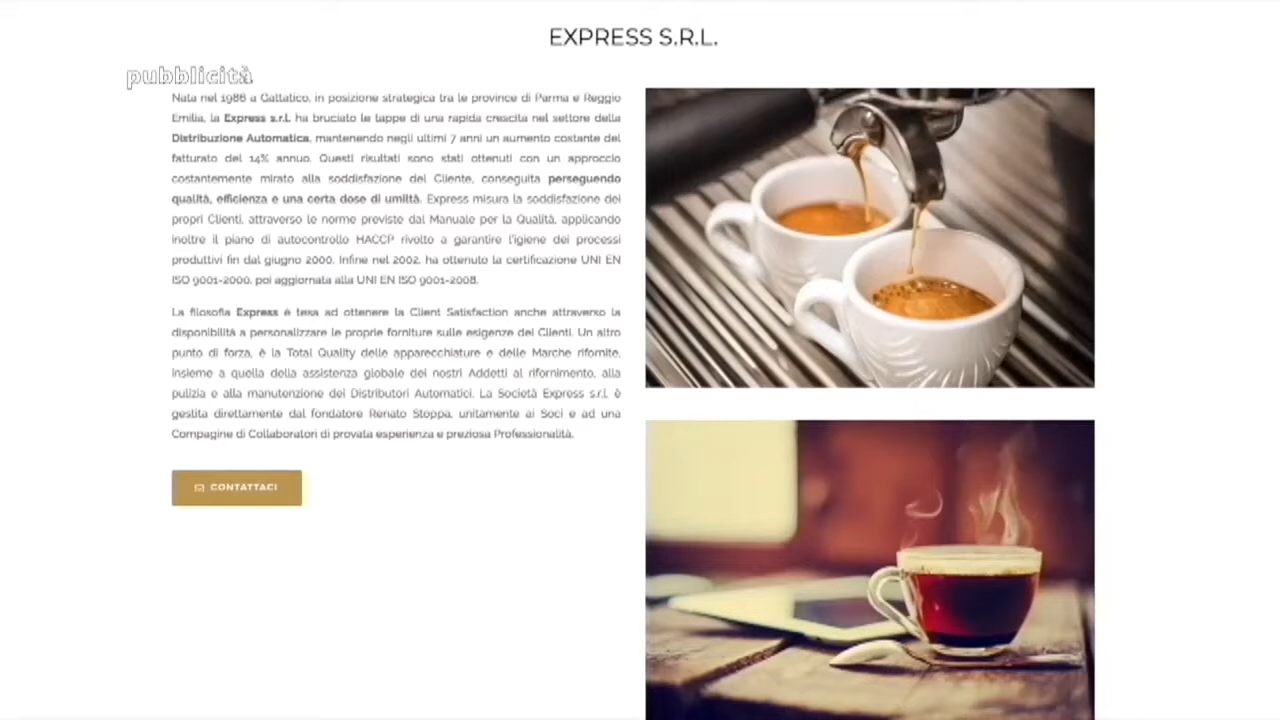 EXPRESS S.R.L.
pubblicità
Nata nel 1986 a Gattatico, in posizione strategica tra le province di Parma e Reggio
Emilia, la Express s.r.l. ha bruciato le tappe di una rapida crescita nel settore della
Distribuzione Automatica, mantenendo negli ultimi 7 anni un aumento costante del
fatturato del 14% annuo. Questi risultati sono stati ottenuti con un approccio
costantemente mirato alla soddisfazione del Cliente, conseguita perseguendo
qualità, efficienza e una certa dose di umiltà. Express misura la soddisfazione dei
propri Clienti, attraverso le norme previste dal Manuale per la Qualità, applicando
inoltre il piano di autocontrollo HACCP rivolto a garantire l'igiene dei processi
produttivi fin dal giugno 2000. Infine nel 2002, ha ottenuto la certificazione UNI EN
ISO 9001-2000, poi aggiornata alla UNI EN ISO 9001-2008.
La filosofia Express è tesa ad ottenere la Client Satisfaction anche attraverso la
disponibilità a personalizzare le proprie forniture sulle esigenze dei Clienti. Un altro
punto di forza, è la Total Quality delle apparecchiature e delle Marche rifornite,
insieme a quella della assistenza globale dei nostri Addetti al rifornimento, alla
pulizia e alla manutenzione dei Distributori Automatici. La Società Express s.r.l. è
gestita direttamente dal fondatore Renato Stoppa, unitamente ai Soci e ad una
Compagine di Collaboratori di provata esperienza e preziosa Professionalità.
CONTATTACI